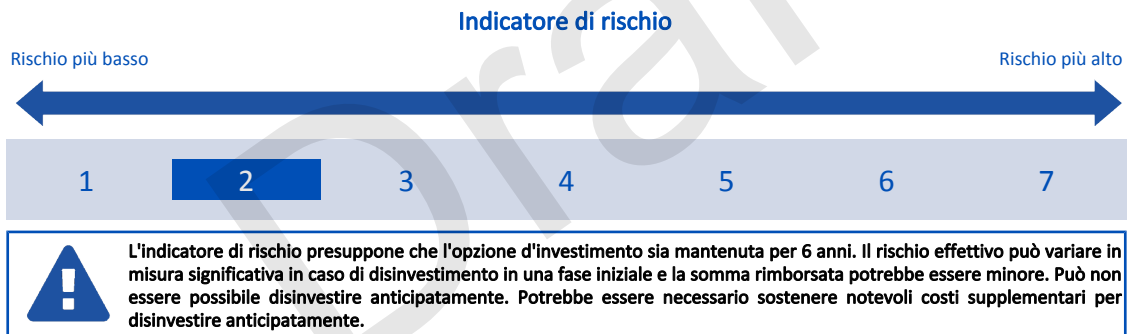 Indicatore di rischio
Rischio più basso
Rischio più alto
1 2 3 4 5 6 7
L'indicatore di rischio presuppone che l'opzione d'investimento sia mantenuta per 6 anni. Il rischio effettivo può variare in
misura significativa in caso di disinvestimento in una fase iniziale e la somma rimborsata potrebbe essere minore. Può non
essere possibile disinvestire anticipatamente. Potrebbe essere necessario sostenere notevoli costi supplementari per
disinvestire anticipatamente.